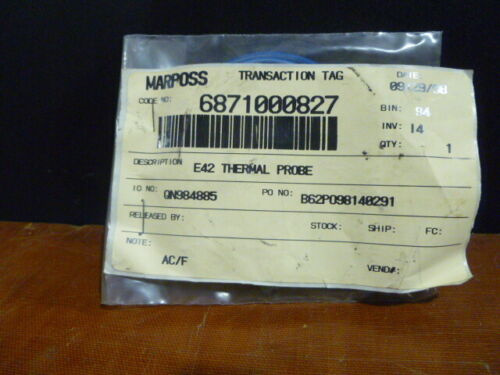 MARPOSS TRANSACTION TAG DATE
CODE NO: 6871000827
BIN: 94
INV: 14
QTY: 1
DESCRIPTION E42 THERMAL PROBE
IO NO: QN984885 PO NO: B62P098140291
RELEASED BY: STOCK: SHIP: FC:
NOTE: AC/F VEND#: